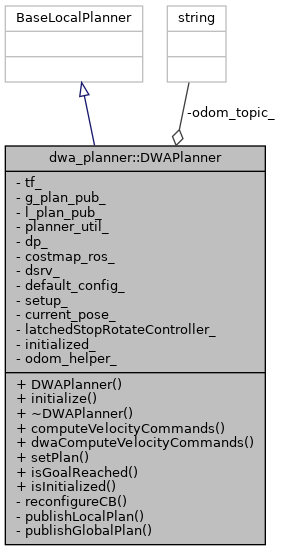 BaseLocalPlanner
string
-odom_topic_
dwa_planner::DWAPlanner
- tf_
- g_plan_pub_
- l_plan_pub_
- planner_util_
- dp_
- costmap_ros_
- dsrv_
- default_config_
- setup_
- current_pose_
- latchedStopRotateController_
- initialized_
- odom_helper_
+ DWAPlanner()
+ initialize()
+ ~DWAPlanner()
+ computeVelocityCommands()
+ dwaComputeVelocityCommands()
+ setPlan()
+ isGoalReached()
+ isInitialized()
- reconfigureCB()
- publishLocalPlan()
- publishGlobalPlan()